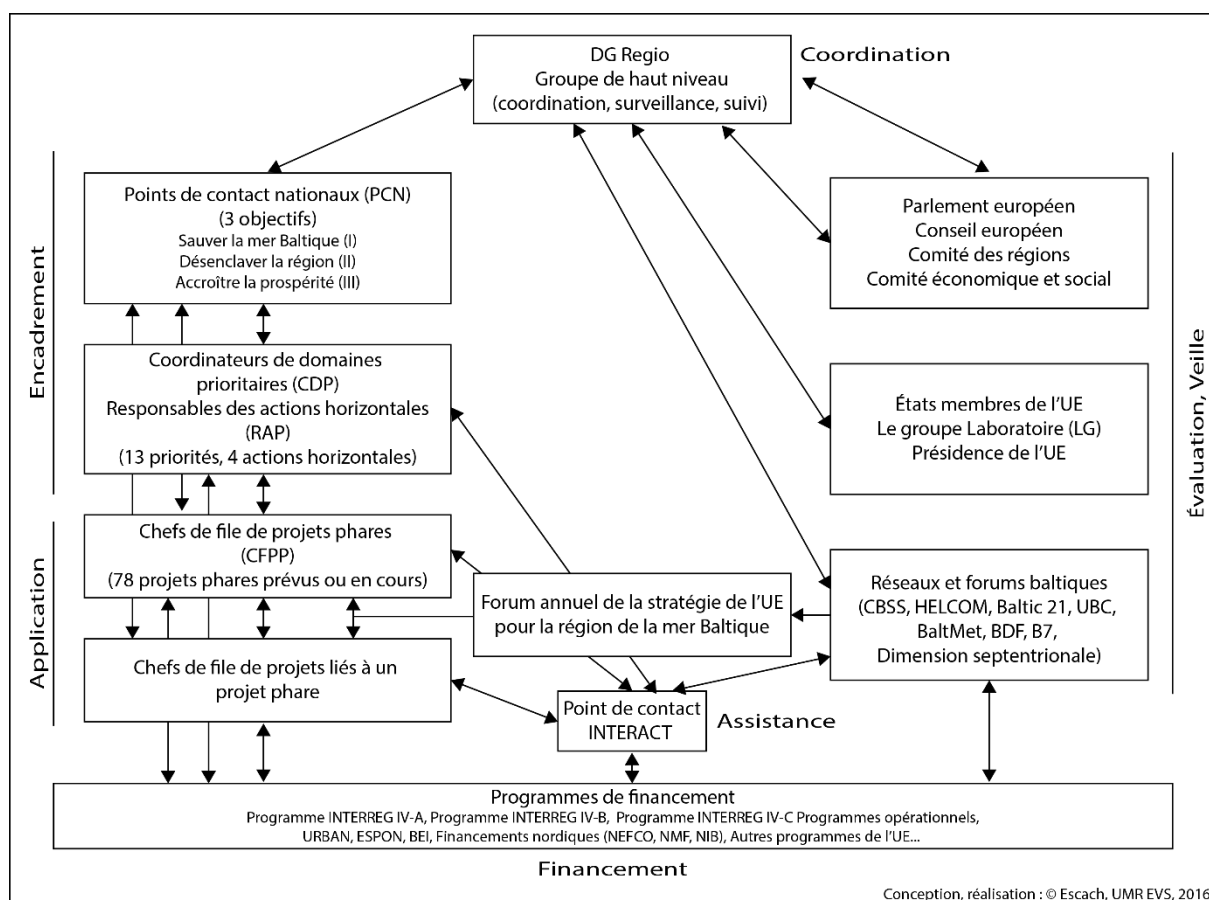 DG Regio
Groupe de haut niveau
(coordination, surveillance, suivi)
Coordination
Encadrement
Points de contact nationaux (PCN)
(3 objectifs)
Sauver la mer Baltique (I)
Désenclaver la région (II)
Accroître la prospérité (III)
Parlement européen
Conseil européen
Comité des régions
Comité économique et social
Évaluation, Veille
Coordinateurs de domaines
prioritaires (CDP)
Responsables des actions horizontales
(RAP)
(13 priorités, 4 actions horizontales)
États membres de l'UE
Le groupe Laboratoire (LG)
Présidence de l'UE
Application
Chefs de file de projets phares
(CFPP)
(78 projets phares prévus ou en cours)
Forum annuel de la stratégie de l'UE
pour la région de la mer Baltique
Réseaux et forums baltiques
(CBSS, HELCOM, Baltic 21, UBC,
BaltMet, BDF, B7,
Dimension septentrionale)
Chefs de file de projets liés à un
projet phare
Point de contact
INTERACT
Assistance
Programmes de financement
Programme INTERREG IV-A, Programme INTERREG IV-B, Programme INTERREG IV-C Programmes opérationnels,
URBAN, ESPON, BEI, Financements nordiques (NEFCO, NMF, NIB), Autres programmes de l'UE...
Financement
Conception, réalisation : © Escach, UMR EVS, 2016